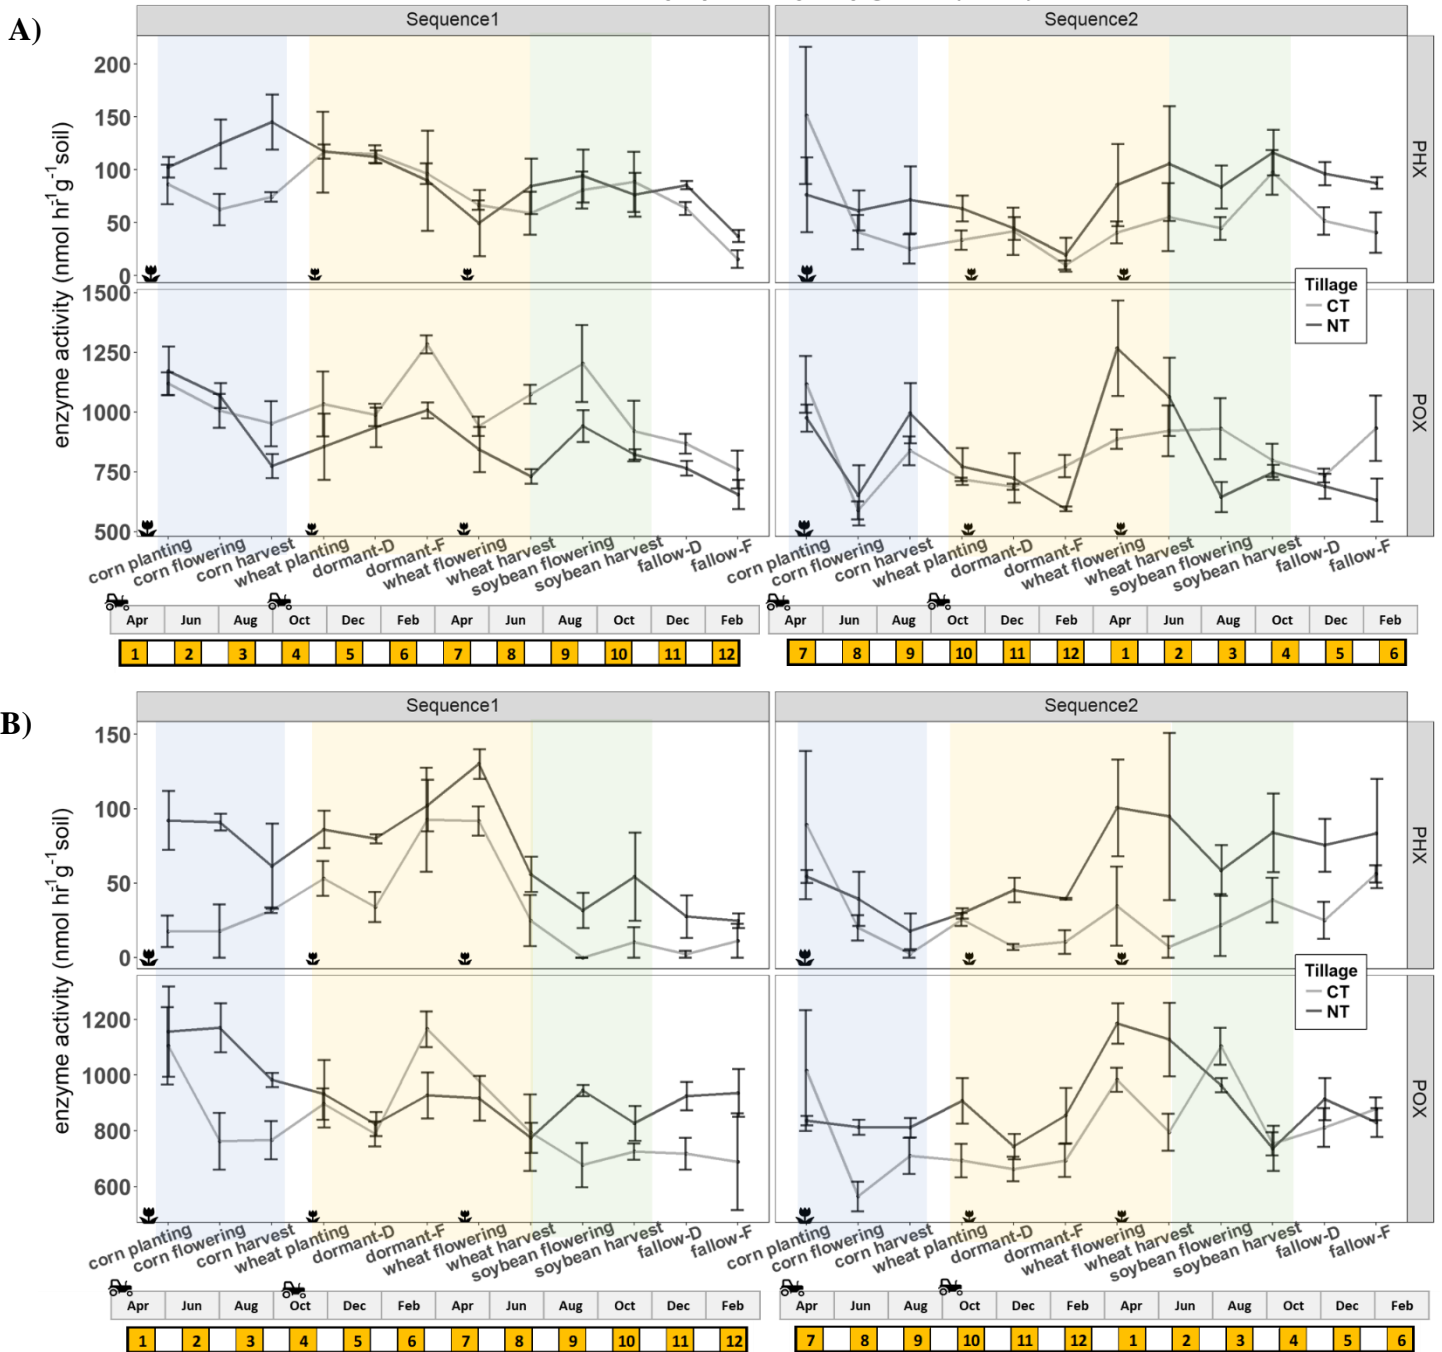 A)
Sequence1
Sequence2
enzyme activity (nmol hr⁻¹g⁻¹soil)
200
150
100
50
0
PHX
1500
1250
1000
750
500
POX
Tillage
CT
NT
corn planting
corn flowering
corn harvest
wheat planting
dormant-D
dormant-F
wheat flowering
wheat harvest
soybean flowering
soybean harvest
fallow-D
fallow-F
corn planting
corn flowering
corn harvest
wheat planting
dormant-D
dormant-F
wheat flowering
wheat harvest
soybean flowering
soybean harvest
fallow-D
fallow-F
Apr Jun Aug Oct Dec Feb Apr Jun Aug Oct Dec Feb
Apr Jun Aug Oct Dec Feb Apr Jun Aug Oct Dec Feb
1 2 3 4 5 6 7 8 9 10 11 12
7 8 9 10 11 12 1 2 3 4 5 6
B)
Sequence1
Sequence2
enzyme activity (nmol hr⁻¹g⁻¹soil)
150
100
50
0
PHX
1200
1000
800
600
POX
Tillage
CT
NT
corn planting
corn flowering
corn harvest
wheat planting
dormant-D
dormant-F
wheat flowering
wheat harvest
soybean flowering
soybean harvest
fallow-D
fallow-F
corn planting
corn flowering
corn harvest
wheat planting
dormant-D
dormant-F
wheat flowering
wheat harvest
soybean flowering
soybean harvest
fallow-D
fallow-F
Apr Jun Aug Oct Dec Feb Apr Jun Aug Oct Dec Feb
Apr Jun Aug Oct Dec Feb Apr Jun Aug Oct Dec Feb
1 2 3 4 5 6 7 8 9 10 11 12
7 8 9 10 11 12 1 2 3 4 5 6